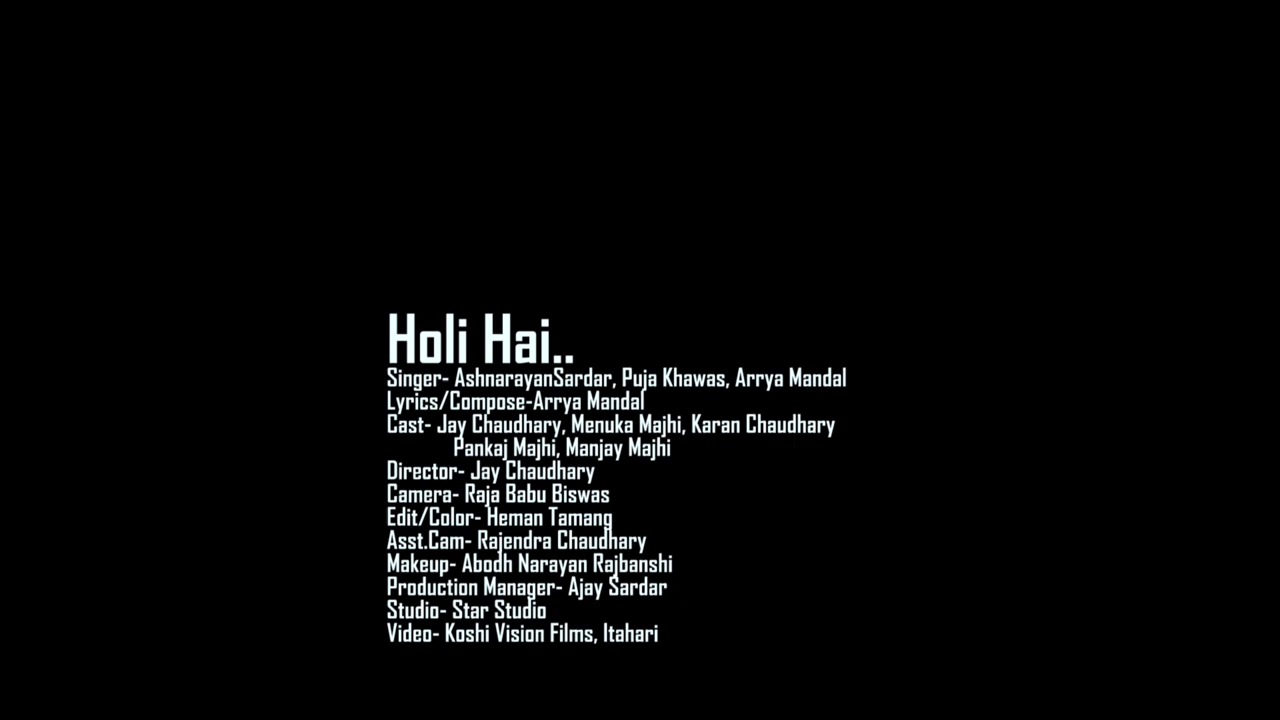 Holi Hai..
Singer- AshnarayanSardar, Puja Khawas, Arrya Mandal
Lyrics/Compose-Arrya Mandal
Cast- Jay Chaudhary, Menuka Majhi, Karan Chaudhary
Pankaj Majhi, Manjay Majhi
Director- Jay Chaudhary
Camera- Raja Babu Biswas
Edit/Color- Heman Tamang
Asst.Cam- Rajendra Chaudhary
Makeup- Abodh Narayan Rajbanshi
Production Manager- Ajay Sardar
Studio- Star Studio
Video- Koshi Vision Films, Itahari